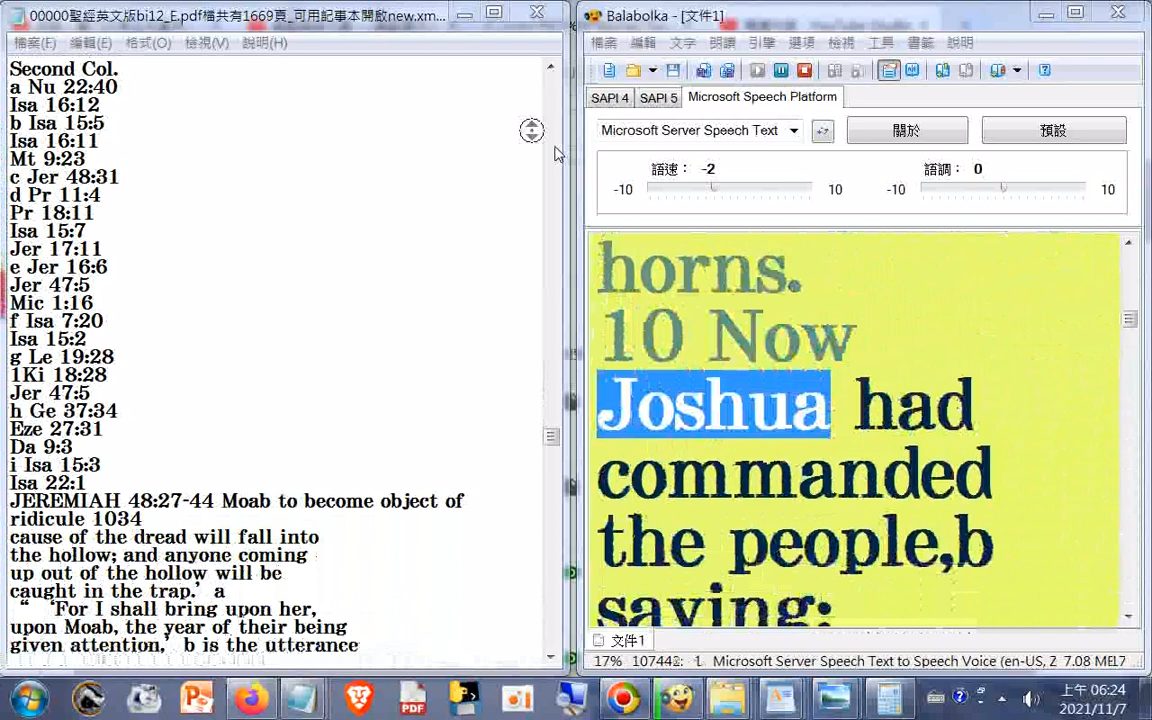 00000聖經英文版bi12_E.pdf檔共有1669頁_可用記事本開啟new.xm...
檔案(E) 編輯(E) 格式(O) 檢視(V) 說明(H)
Second Col.
a Nu 22:40
Isa 16:12
b Isa 15:5
Isa 16:11
Mt 9:23
c Jer 48:31
d Pr 11:4
Pr 18:11
Isa 15:7
Jer 17:11
e Jer 16:6
Jer 47:5
Mic 1:16
f Isa 7:20
Isa 15:2
g Le 19:28
1Ki 18:28
Jer 47:5
h Ge 37:34
Eze 27:31
Da 9:3
i Isa 15:3
Isa 22:1
JEREMIAH 48:27-44 Moab to become object of
ridicule 1034
cause of the dread will fall into
the hollow; and anyone coming
up out of the hollow will be
caught in the trap.’ a
“ ‘For I shall bring upon her,
upon Moab, the year of their being
given attention,’ b is the utterance
Balabolka - [文件1]
檔案 編輯 文字 朗讀 引擎 選項 檢視 工具 書籤 說明
SAPI 4 SAPI 5 Microsoft Speech Platform
Microsoft Server Speech Text 關於 預設
語速： -2 語調： 0
-10 10 -10 10
horns.
10 Now
Joshua had
commanded
the people,b
saying:
文件1
17% 107442: 1 Microsoft Server Speech Text to Speech Voice (en-US, Z 7.08 ME
上午 06:24
2021/11/7